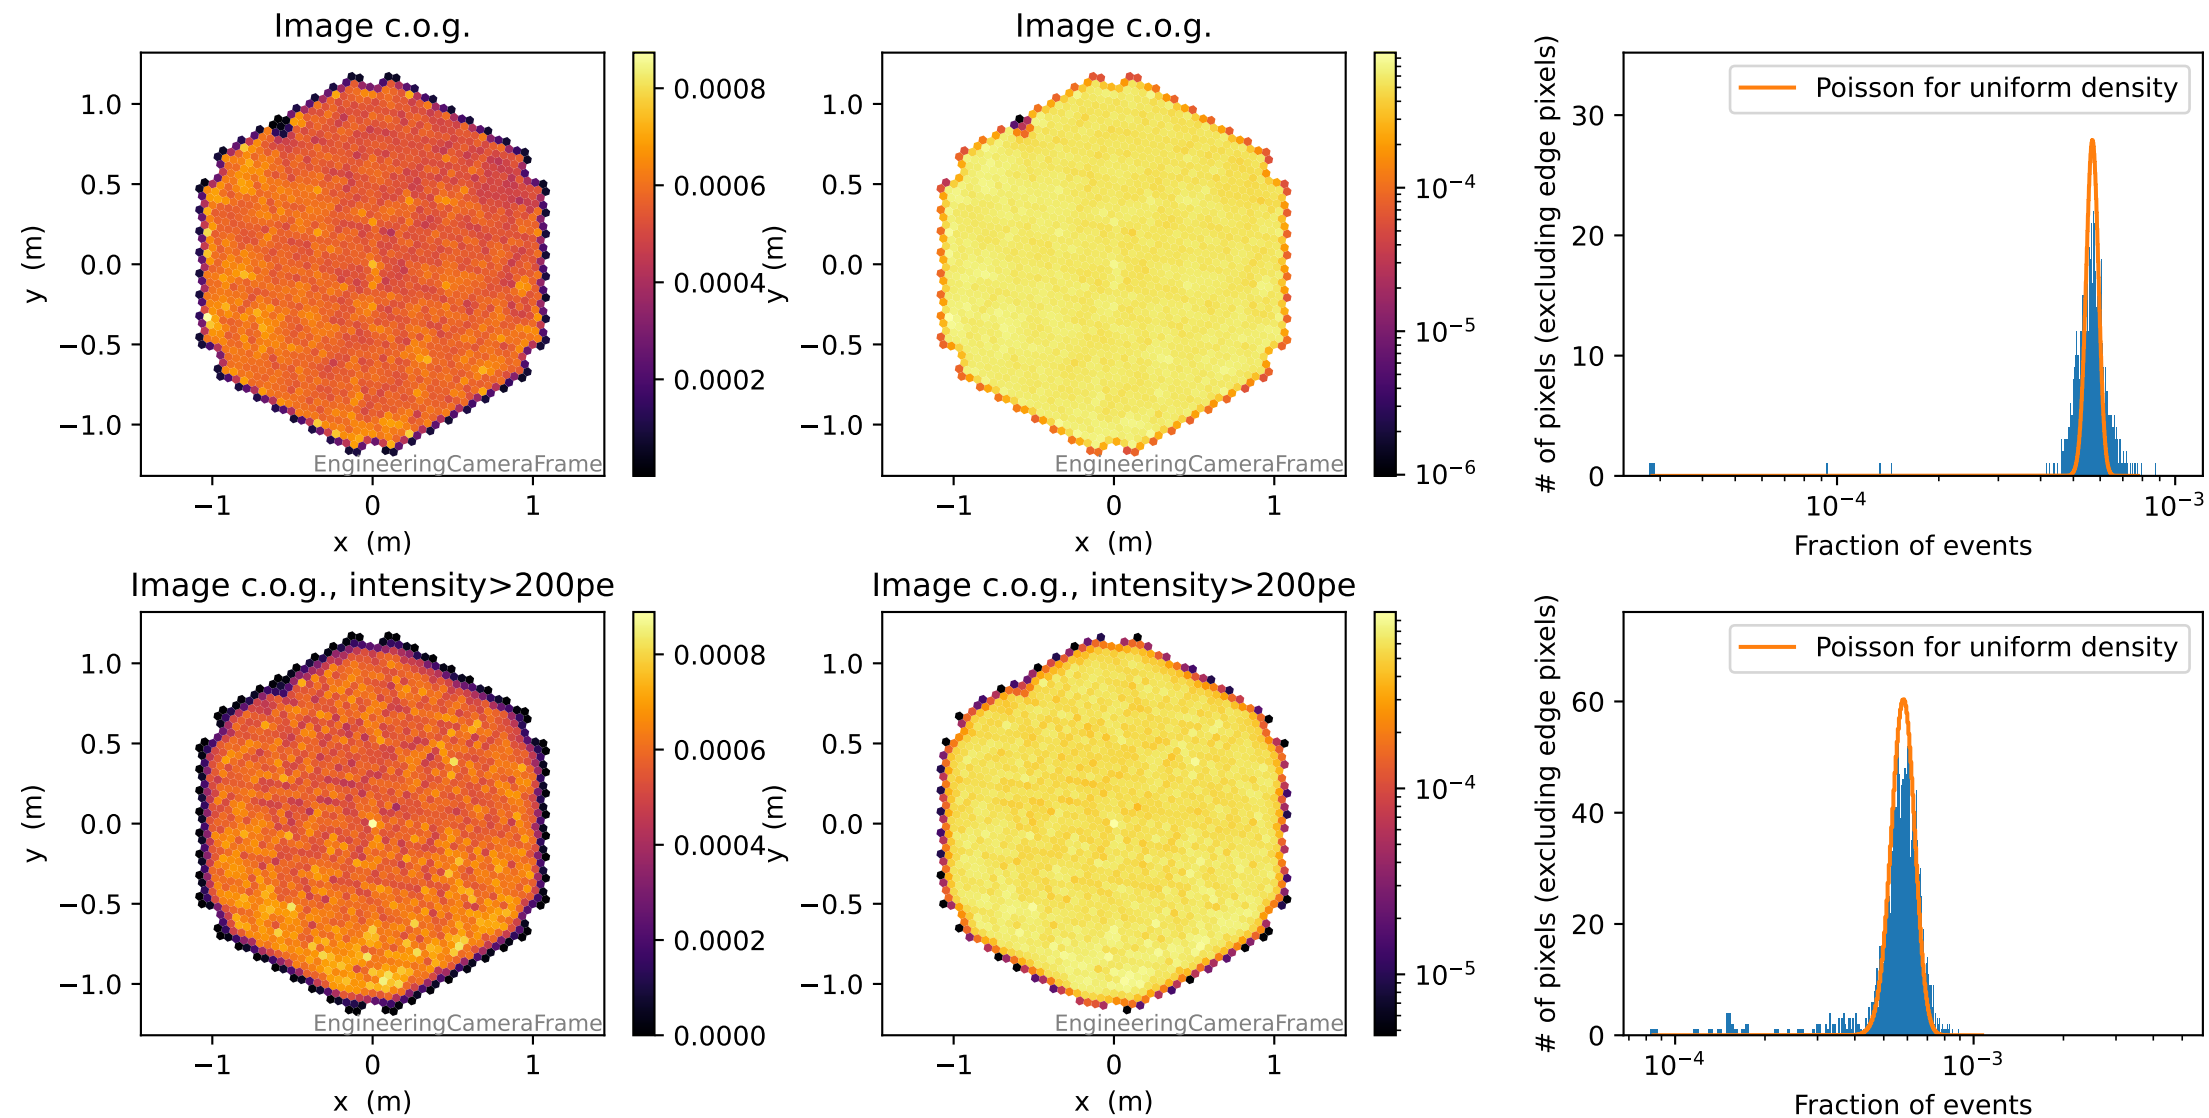 Image c.o.g.
1.0
0.5
0.0
−0.5
−1.0
y (m)
−1
0
1
x (m)
EngineeringCameraFrame
0.0008
0.0006
0.0004
0.0002
Image c.o.g.
1.0
0.5
0.0
−0.5
−1.0
y (m)
−1
0
1
x (m)
EngineeringCameraFrame
10⁻⁴
10⁻⁵
10⁻⁶
Poisson for uniform density
30
20
10
0
# of pixels (excluding edge pixels)
10⁻⁴
10⁻³
Fraction of events
Image c.o.g., intensity>200pe
1.0
0.5
0.0
−0.5
−1.0
y (m)
−1
0
1
x (m)
EngineeringCameraFrame
0.0008
0.0006
0.0004
0.0002
0.0000
Image c.o.g., intensity>200pe
1.0
0.5
0.0
−0.5
−1.0
y (m)
−1
0
1
x (m)
EngineeringCameraFrame
10⁻⁴
10⁻⁵
Poisson for uniform density
60
40
20
0
# of pixels (excluding edge pixels)
10⁻⁴
10⁻³
Fraction of events